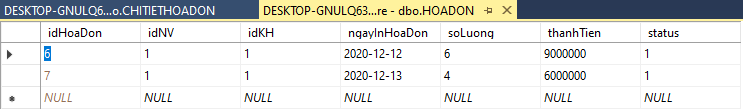 DESKTOP-GNULQ6...o.CHITIETHOADON DESKTOP-GNULQ63...re - dbo.HOADON
idHoaDon idNV idKH ngayInHoaDon soLuong thanhTien status
6 1 1 2020-12-12 6 9000000 1
7 1 1 2020-12-13 4 6000000 1
NULL NULL NULL NULL NULL NULL NULL